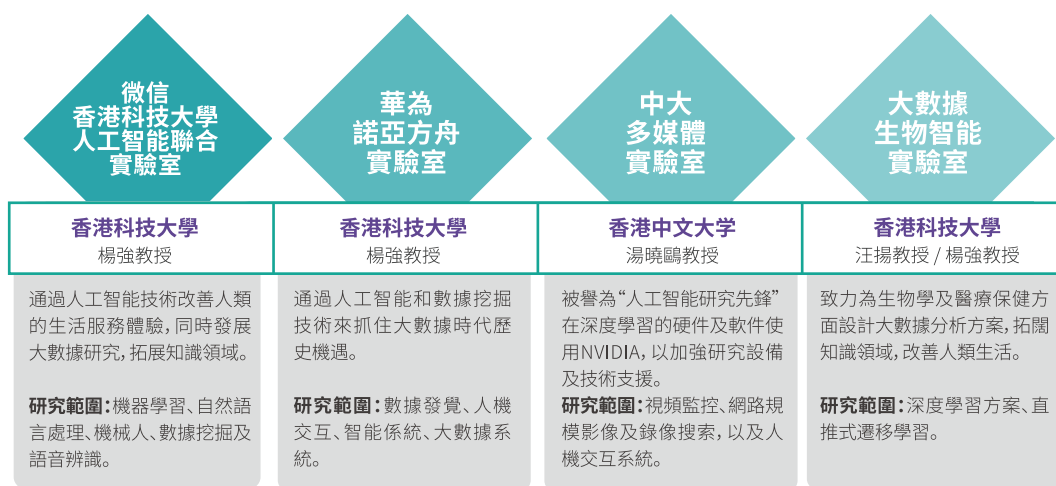 微信
香港科技大學
人工智能聯合
實驗室
香港科技大學
楊強教授
通過人工智能技術改善人類
的生活服務體驗，同時發展
大數據研究，拓展知識領域。
研究範圍：機器學習、自然語
言處理、機械人、數據挖掘及
語音辨識。
華為
諾亞方舟
實驗室
香港科技大學
楊強教授
通過人工智能和數據挖掘
技術來抓住大數據時代歷
史機遇。
研究範圍：數據發覺、人機
交互、智能係統、大數據系
統。
中大
多媒體
實驗室
香港中文大学
湯曉鷗教授
被譽為“人工智能研究先鋒”
在深度學習的硬件及軟件使
用NVIDIA，以加強研究設備
及技術支援。
研究範圍：視頻監控、網路規
模影像及錄像搜索，以及人
機交互系統。
大數據
生物智能
實驗室
香港科技大學
汪揚教授 / 楊強教授
致力為生物學及醫療保健方
面設計大數據分析方案，拓闊
知識領域，改善人類生活。
研究範圍：深度學習方案、直
推式遷移學習。